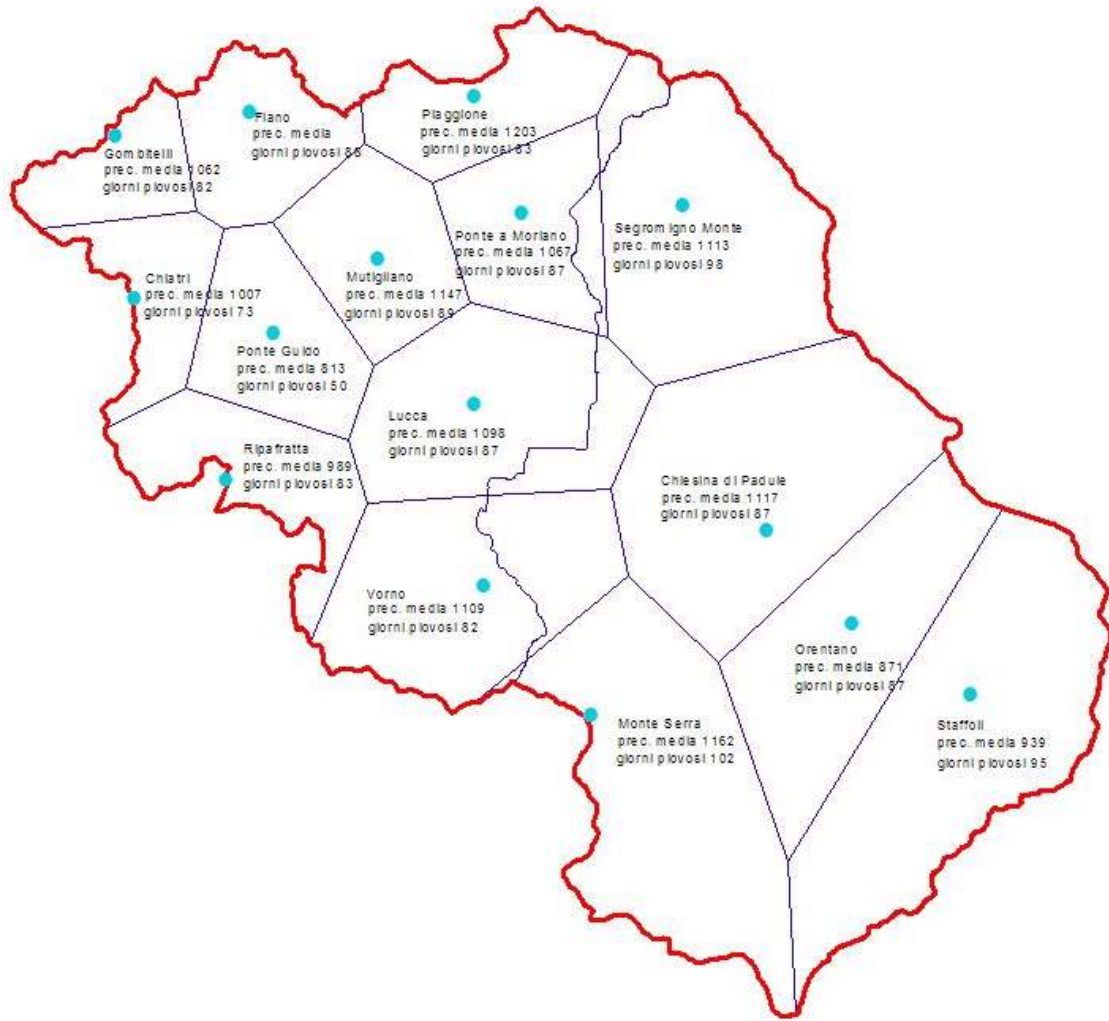 Fiano
prec. media
giorni piovosi 86
Piaggione
prec. media 1203
giorni piovosi 83
Gombitelli
prec. media 1062
giorni piovosi 82
Segromigno Monte
prec. media 1113
giorni piovosi 98
Ponte a Moriano
prec. media 1067
giorni piovosi 87
Mutigliano
prec. media 1147
giorni piovosi 89
Chiatri
prec. media 1007
giorni piovosi 73
Ponte Guido
prec. media 813
giorni piovosi 50
Lucca
prec. media 1098
giorni piovosi 87
Ripafratta
prec. media 989
giorni piovosi 83
Chiesina di Padule
prec. media 1117
giorni piovosi 87
Vorno
prec. media 1109
giorni piovosi 82
Orentano
prec. media 871
giorni piovosi 87
Monte Serra
prec. media 1162
giorni piovosi 102
Staffoli
prec. media 939
giorni piovosi 95